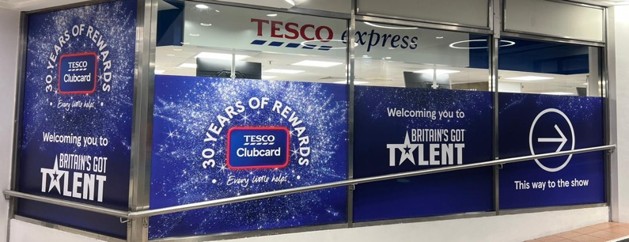 TESCO express
30 YEARS OF REWARDS
TESCO
Clubcard
Every little helps
Welcoming you to
BRITAIN'S GOT
TALENT
30 YEARS OF REWARDS
TESCO
Clubcard
Every little helps
Welcoming you to
BRITAIN'S GOT
TALENT
This way to the show